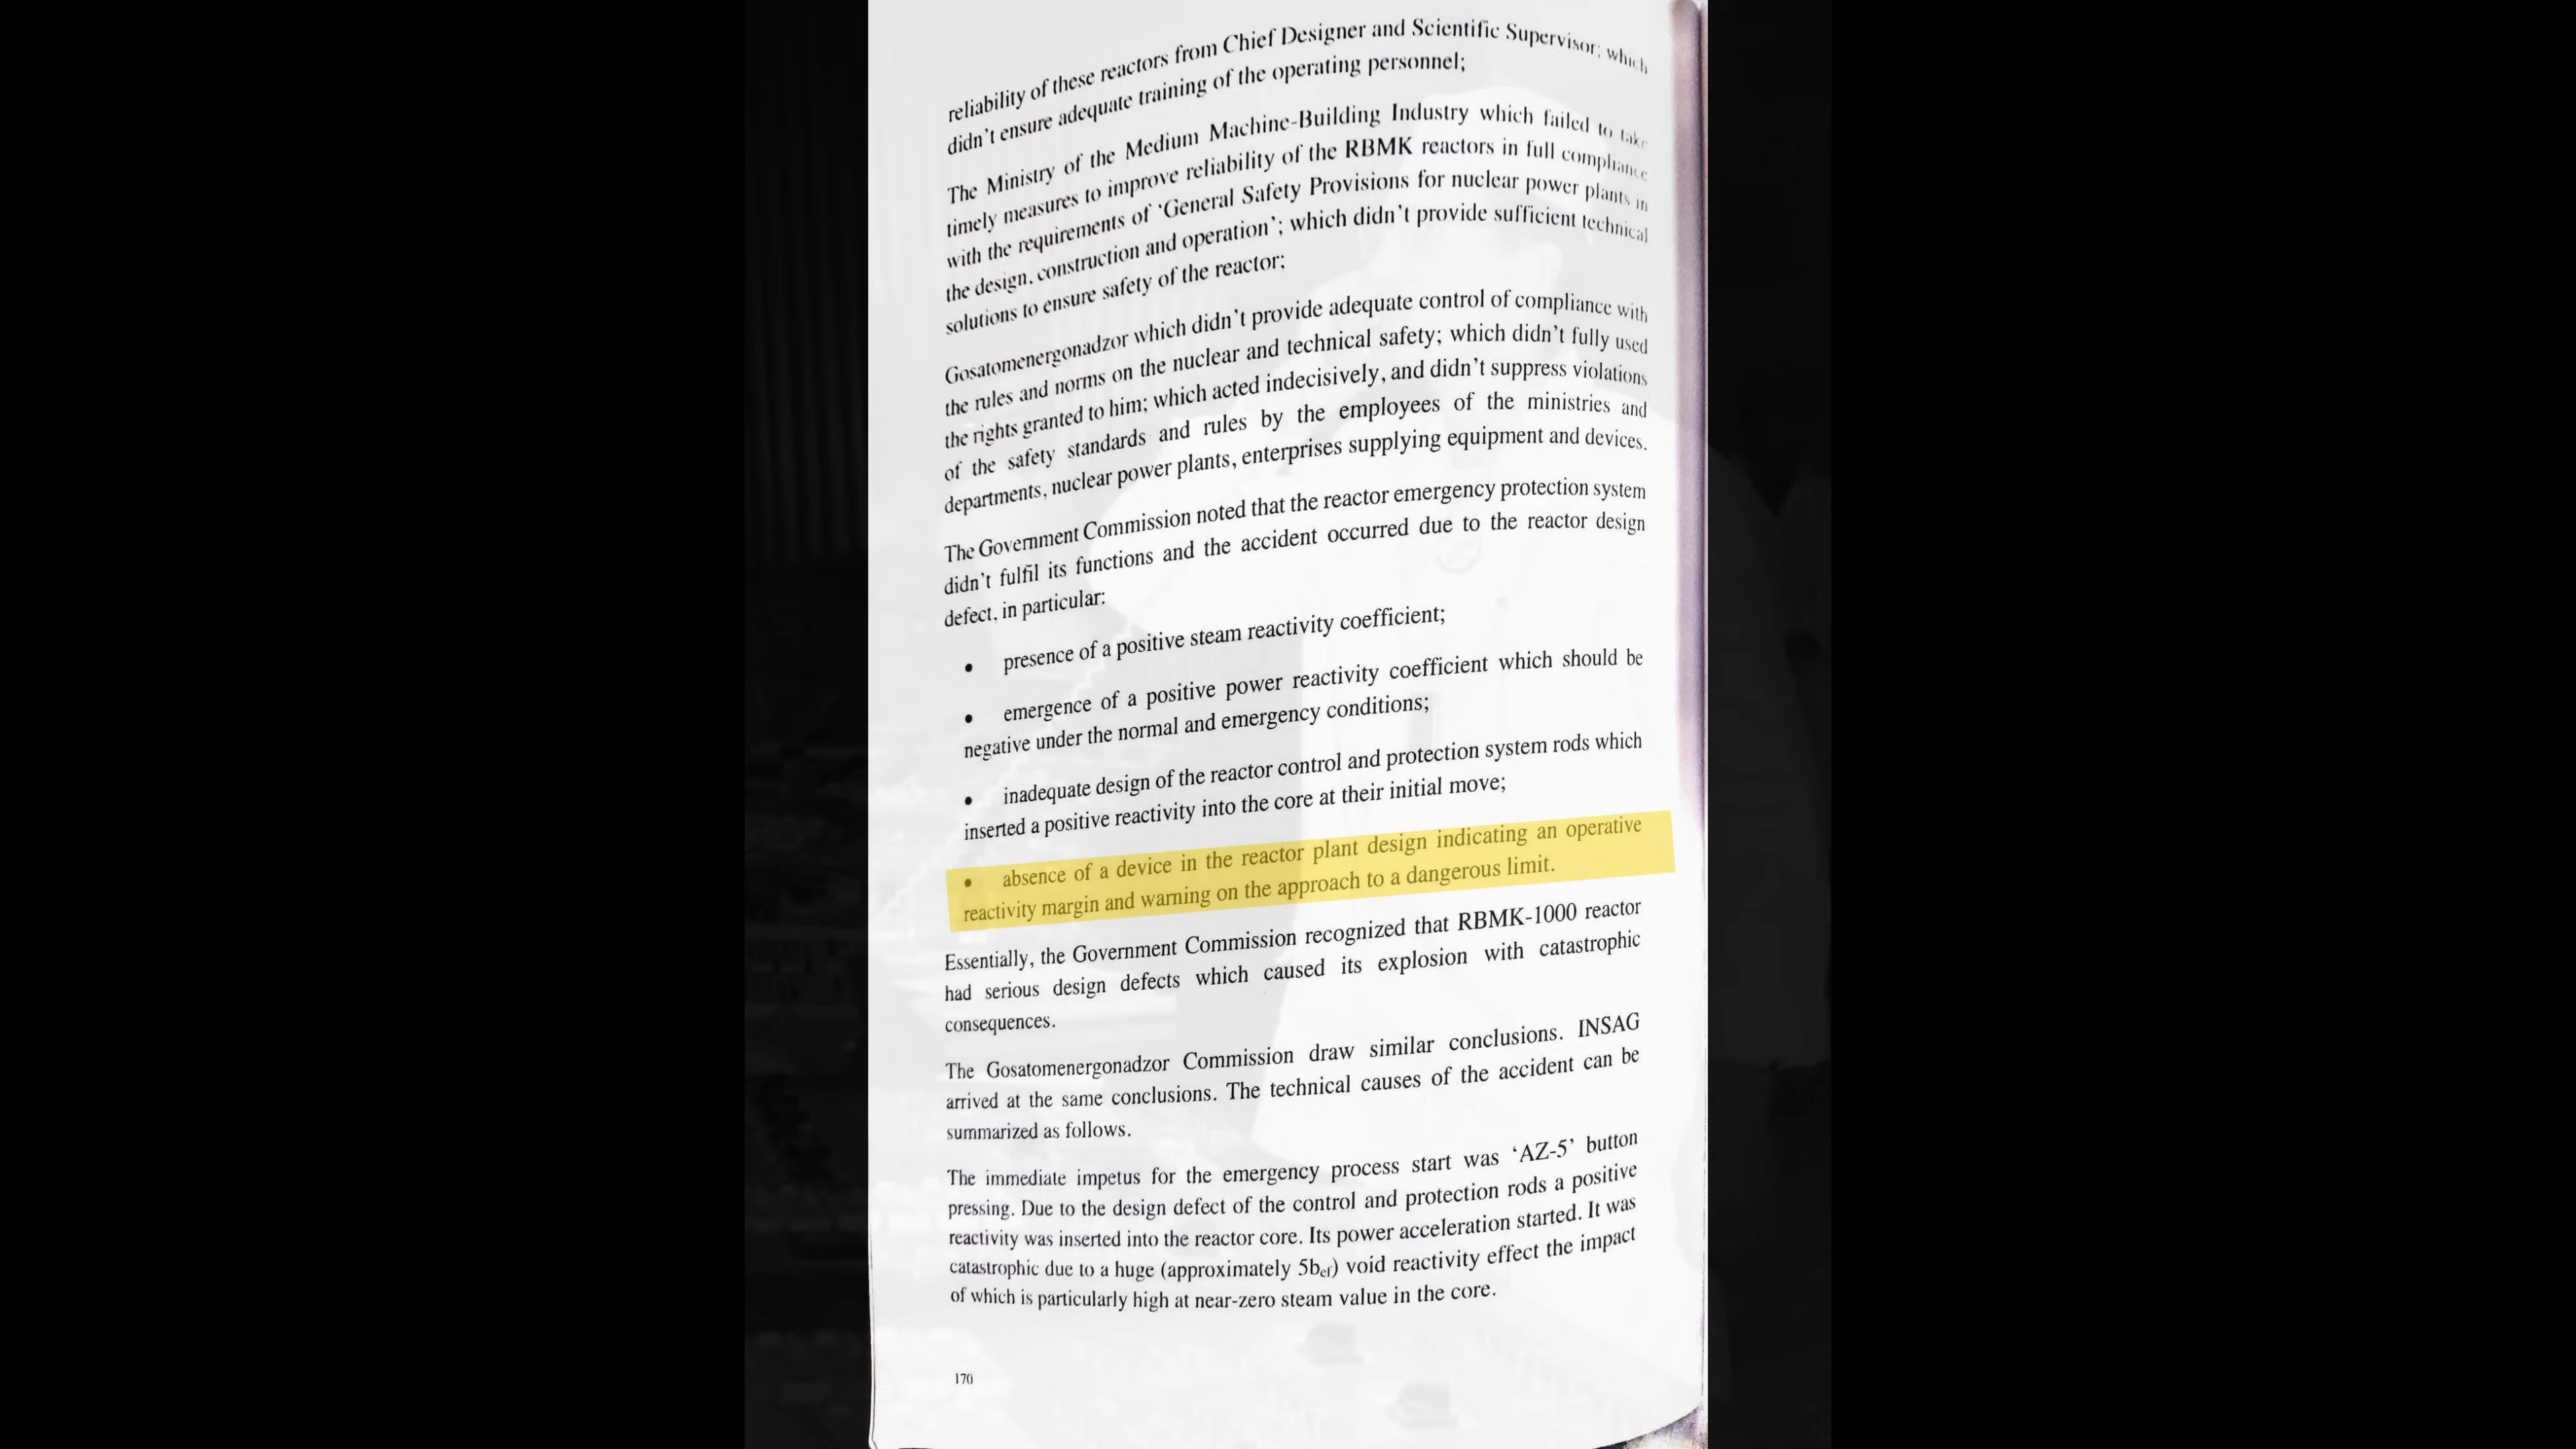 reliability of these reactors from Chief Designer and Scientific Supervisor; which
didn't ensure adequate training of the operating personnel;
The Ministry of the Medium Machine-Building Industry which failed to take
timely measures to improve reliability of the RBMK reactors in full compliance
with the requirements of 'General Safety Provisions for nuclear power plants in
the design, construction and operation'; which didn't provide sufficient technical
solutions to ensure safety of the reactor;
Gosatomenergonadzor which didn't provide adequate control of compliance with
the rules and norms on the nuclear and technical safety; which didn't fully used
the rights granted to him; which acted indecisively, and didn't suppress violations
of the safety standards and rules by the employees of the ministries and
departments, nuclear power plants, enterprises supplying equipment and devices.
The Government Commission noted that the reactor emergency protection system
didn't fulfil its functions and the accident occurred due to the reactor design
defect, in particular:
• presence of a positive steam reactivity coefficient;
• emergence of a positive power reactivity coefficient which should be
negative under the normal and emergency conditions;
• inadequate design of the reactor control and protection system rods which
inserted a positive reactivity into the core at their initial move;
• absence of a device in the reactor plant design indicating an operative
reactivity margin and warning on the approach to a dangerous limit.
Essentially, the Government Commission recognized that RBMK-1000 reactor
had serious design defects which caused its explosion with catastrophic
consequences.
The Gosatomenergonadzor Commission draw similar conclusions. INSAG
arrived at the same conclusions. The technical causes of the accident can be
summarized as follows.
The immediate impetus for the emergency process start was 'AZ-5' button
pressing. Due to the design defect of the control and protection rods a positive
reactivity was inserted into the reactor core. Its power acceleration started. It was
catastrophic due to a huge (approximately 5bef) void reactivity effect the impact
of which is particularly high at near-zero steam value in the core.
170